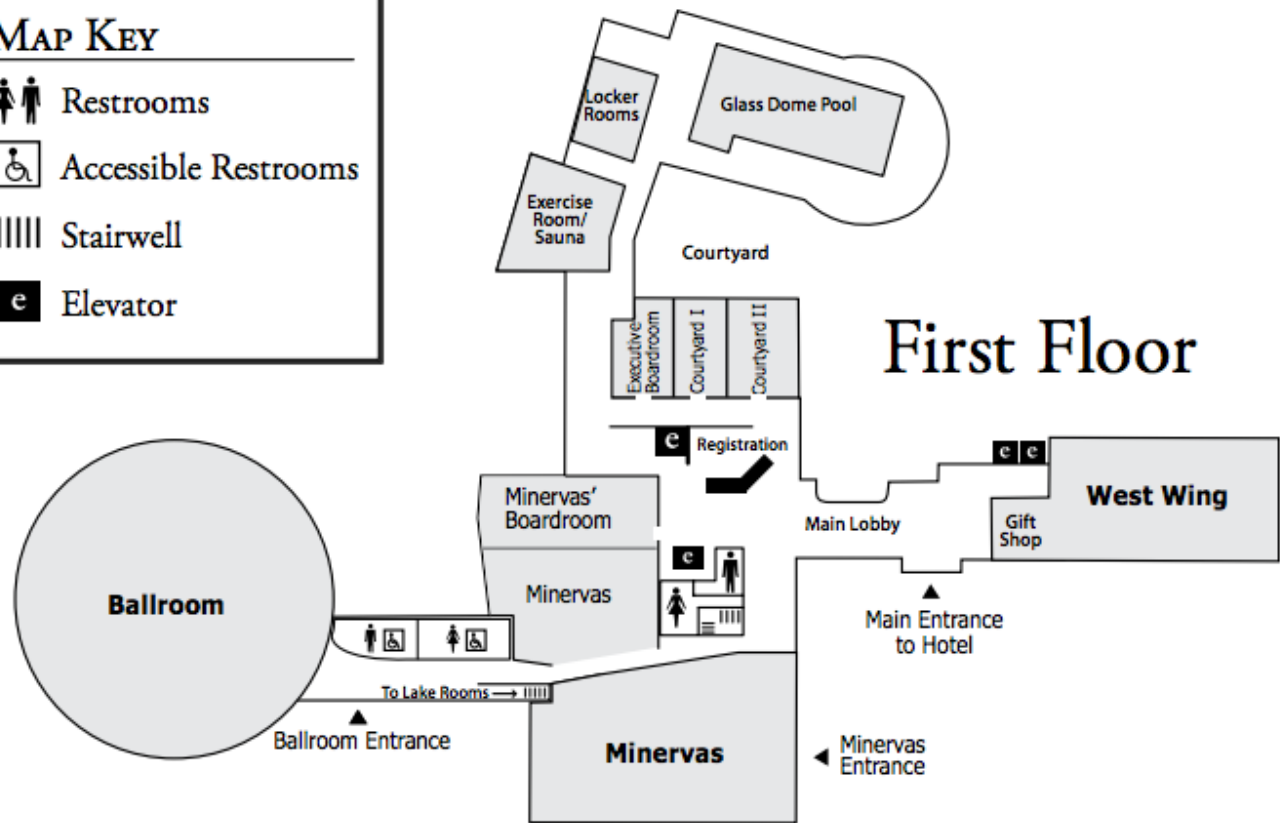 MAP KEY
Restrooms
Accessible Restrooms
Stairwell
e Elevator
Locker
Rooms
Glass Dome Pool
Exercise
Room/
Sauna
Courtyard
Executive
Boardroom
Courtyard I
Courtyard II
First Floor
e
Registration
e e
West Wing
Minervas'
Boardroom
Main Lobby
Gift
Shop
e
Minervas
Ballroom
Main Entrance
to Hotel
To Lake Rooms
Ballroom Entrance
Minervas
Minervas
Entrance